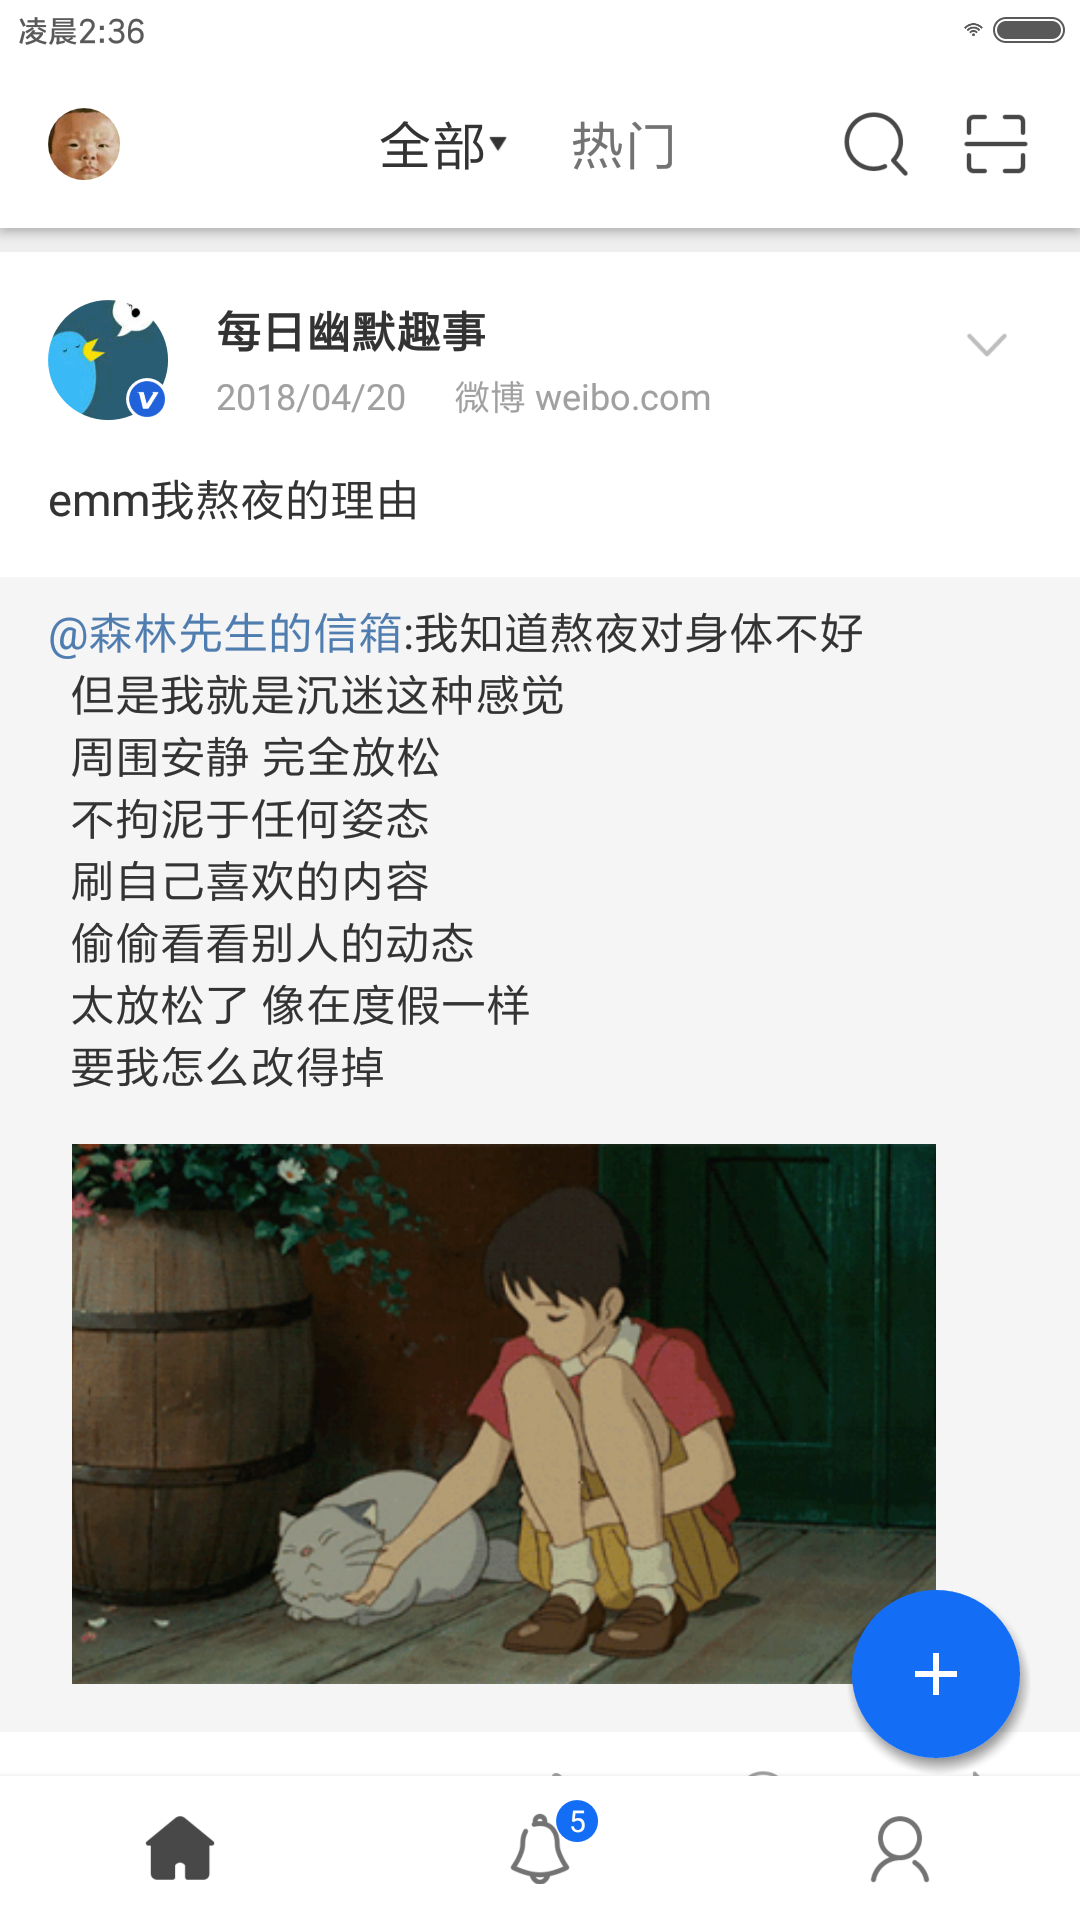 凌晨2:36
全部 热门
每日幽默趣事
2018/04/20 微博 weibo.com
emm我熬夜的理由
@森林先生的信箱:我知道熬夜对身体不好
但是我就是沉迷这种感觉
周围安静 完全放松
不拘泥于任何姿态
刷自己喜欢的内容
偷偷看看别人的动态
太放松了 像在度假一样
要我怎么改得掉
5